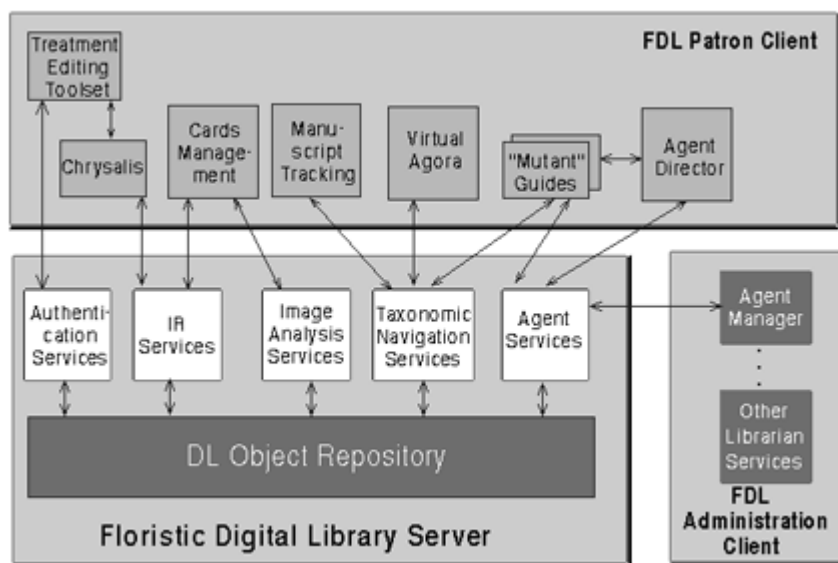 Treatment
Editing
Toolset
FDL Patron Client
Chrysalis
Cards
Manage-
ment
Manu-
script
Tracking
Virtual
Agora
"Mutant"
Guides
Agent
Director
Authenti-
cation
Services
IR
Services
Image
Analysis
Services
Taxonomic
Navigation
Services
Agent
Services
Agent
Manager
Other
Librarian
Services
DL Object Repository
Floristic Digital Library Server
FDL
Administration
Client